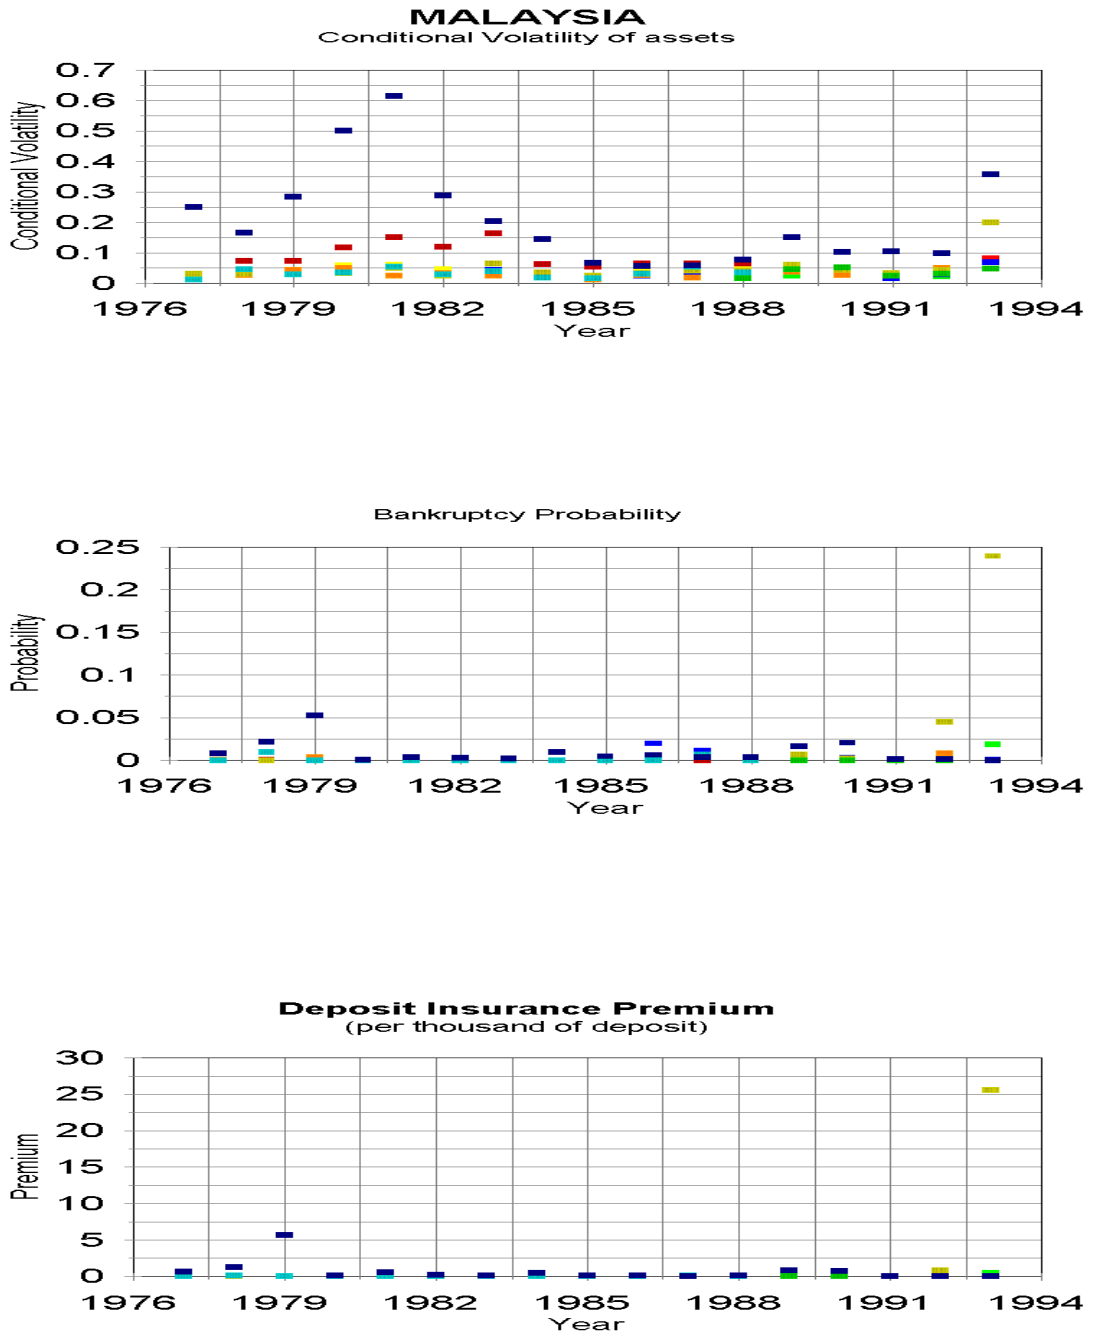 MALAYSIA
Conditional Volatility of assets
Conditional Volatility
0.7
0.6
0.5
0.4
0.3
0.2
0.1
0
1976 1979 1982 1985 1988 1991 1994
Year
Bankruptcy Probability
Probability
0.25
0.2
0.15
0.1
0.05
0
1976 1979 1982 1985 1988 1991 1994
Year
Deposit Insurance Premium
(per thousand of deposit)
Premium
30
25
20
15
10
5
0
1976 1979 1982 1985 1988 1991 1994
Year